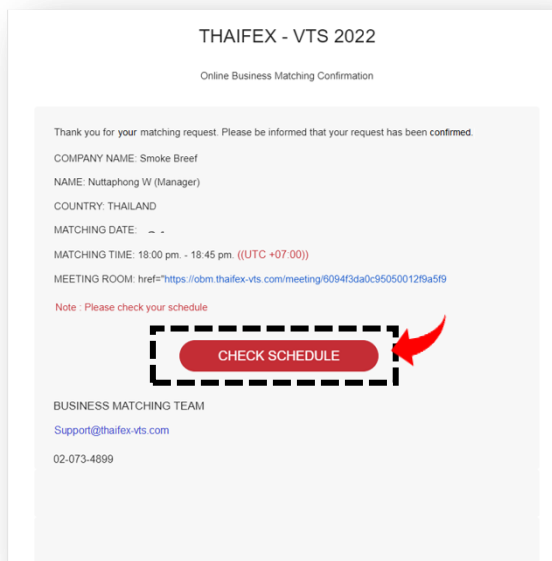 THAIFEX - VTS 2022
Online Business Matching Confirmation
Thank you for your matching request. Please be informed that your request has been confirmed.
COMPANY NAME: Smoke Breef
NAME: Nuttaphong W (Manager)
COUNTRY: THAILAND
MATCHING DATE:
MATCHING TIME: 18:00 pm. - 18:45 pm. ((UTC +07:00))
MEETING ROOM: href="https://obm.thaifex-vts.com/meeting/6094f3da0c95050012f9a5f9
Note : Please check your schedule
CHECK SCHEDULE
BUSINESS MATCHING TEAM
Support@thaifex-vts.com
02-073-4899